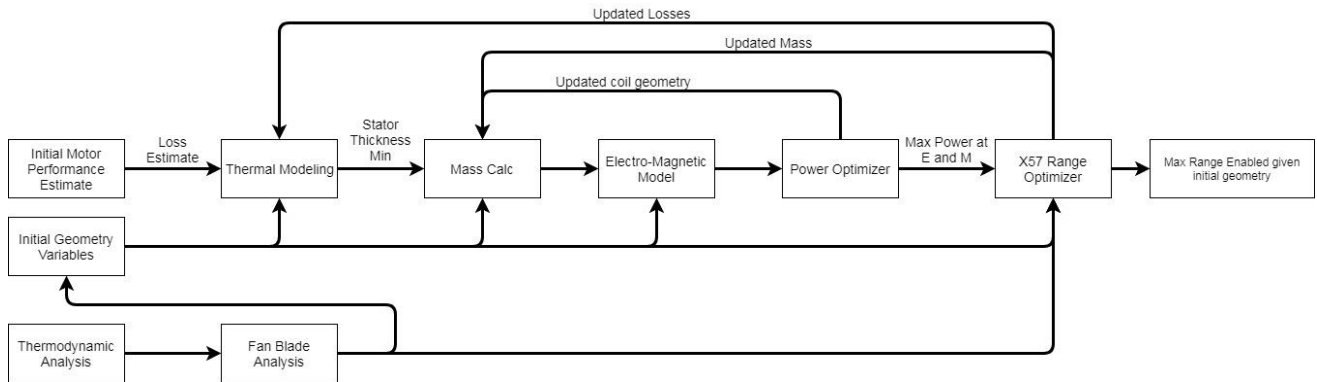 Updated Losses
Updated Mass
Updated coil geometry
Initial Motor
Performance
Estimate
Loss
Estimate
Thermal Modeling
Stator
Thickness
Min
Mass Calc
Electro-Magnetic
Model
Power Optimizer
Max Power at
E and M
X57 Range
Optimizer
Max Range Enabled given
initial geometry
Initial Geometry
Variables
Thermodynamic
Analysis
Fan Blade
Analysis